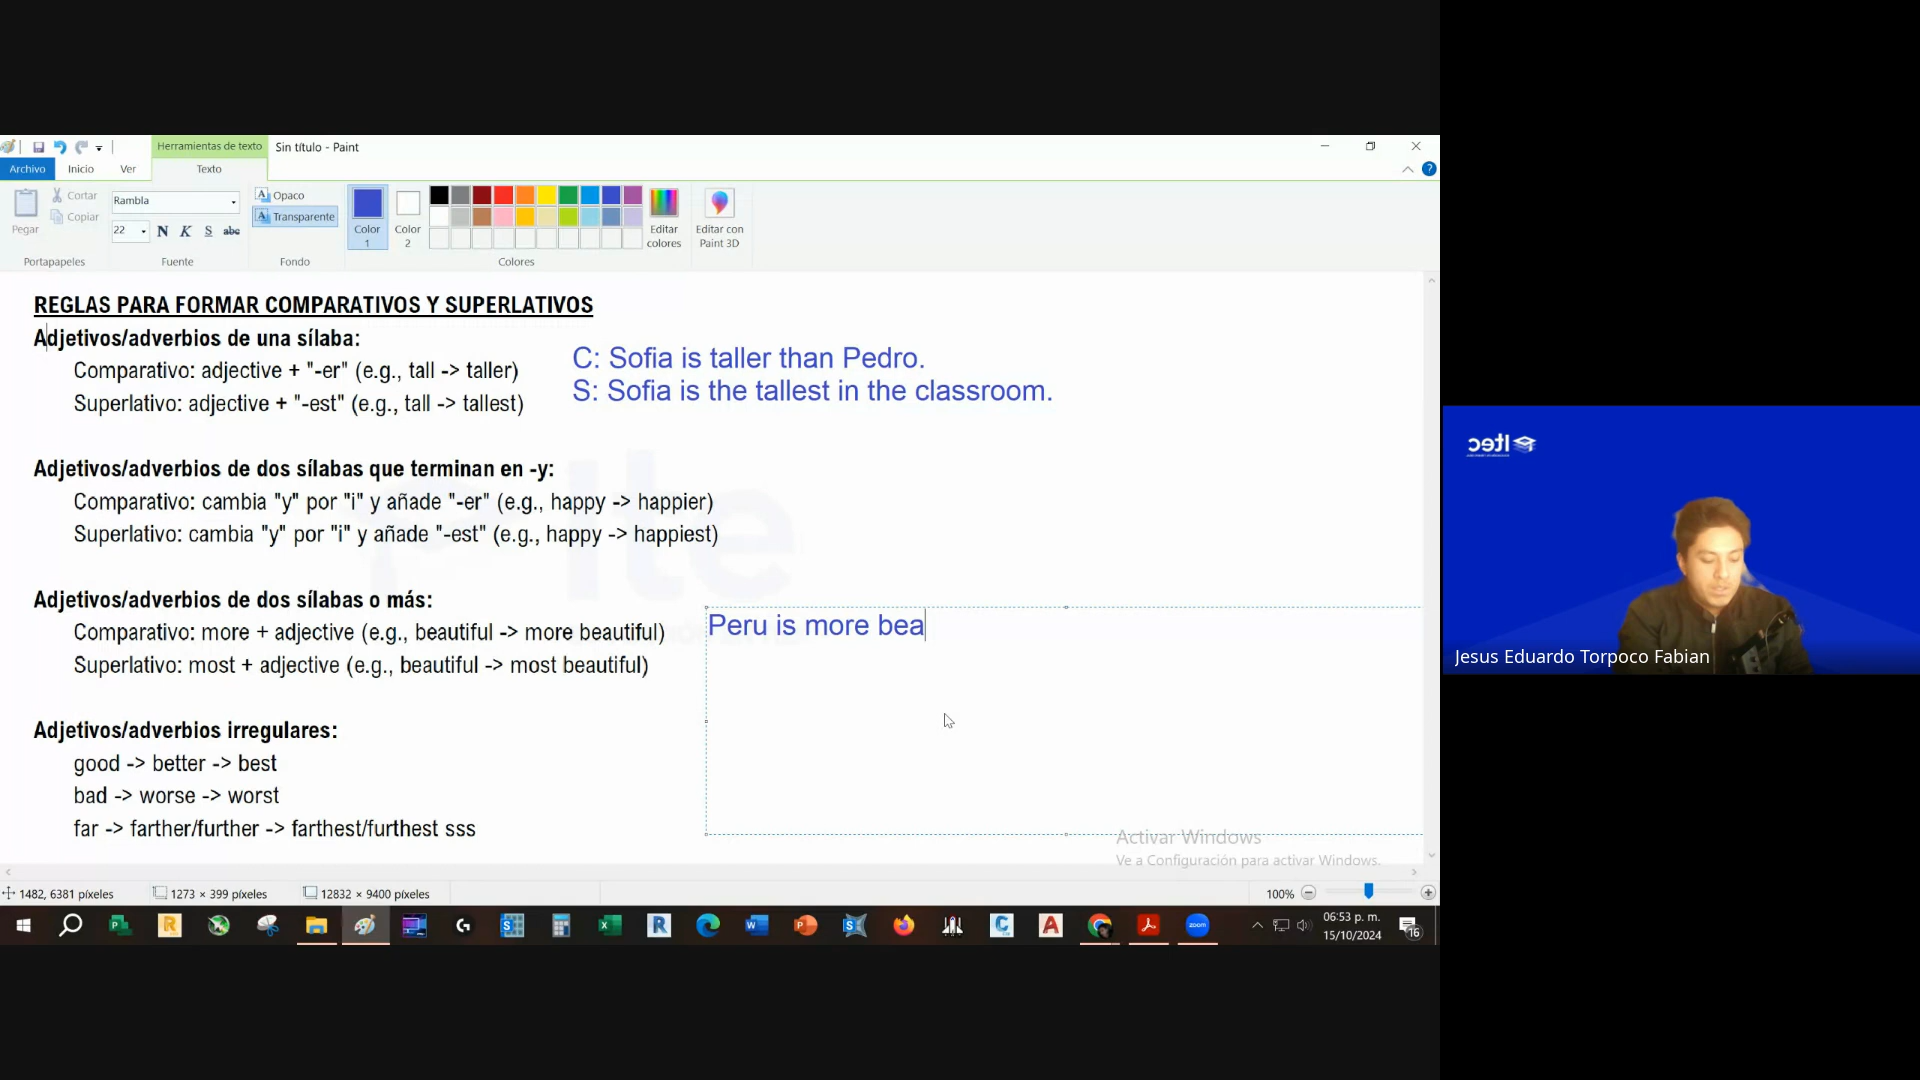 Herramientas de texto
Sin título - Paint
Archivo
Inicio
Ver
Texto
Pegar
Cortar
Copiar
Portapapeles
Rambla
22
N K S abc
Fuente
Opaco
Transparente
Fondo
Color 1
Color 2
Editar colores
Colores
Editar con Paint 3D
REGLAS PARA FORMAR COMPARATIVOS Y SUPERLATIVOS
Adjetivos/adverbios de una sílaba:
Comparativo: adjective + "-er" (e.g., tall -> taller)
Superlativo: adjective + "-est" (e.g., tall -> tallest)
C: Sofia is taller than Pedro.
S: Sofia is the tallest in the classroom.
Adjetivos/adverbios de dos sílabas que terminan en -y:
Comparativo: cambia "y" por "i" y añade "-er" (e.g., happy -> happier)
Superlativo: cambia "y" por "i" y añade "-est" (e.g., happy -> happiest)
Adjetivos/adverbios de dos sílabas o más:
Comparativo: more + adjective (e.g., beautiful -> more beautiful)
Superlativo: most + adjective (e.g., beautiful -> most beautiful)
Peru is more bea
Adjetivos/adverbios irregulares:
good -> better -> best
bad -> worse -> worst
far -> farther/further -> farthest/furthest sss
Ite
Activar Windows
Ve a Configuración para activar Windows.
1482, 6381 píxeles
1273 × 399 píxeles
12832 × 9400 píxeles
100%
zoom
06:53 p. m.
15/10/2024
16
Itec
Jesus Eduardo Torpoco Fabian